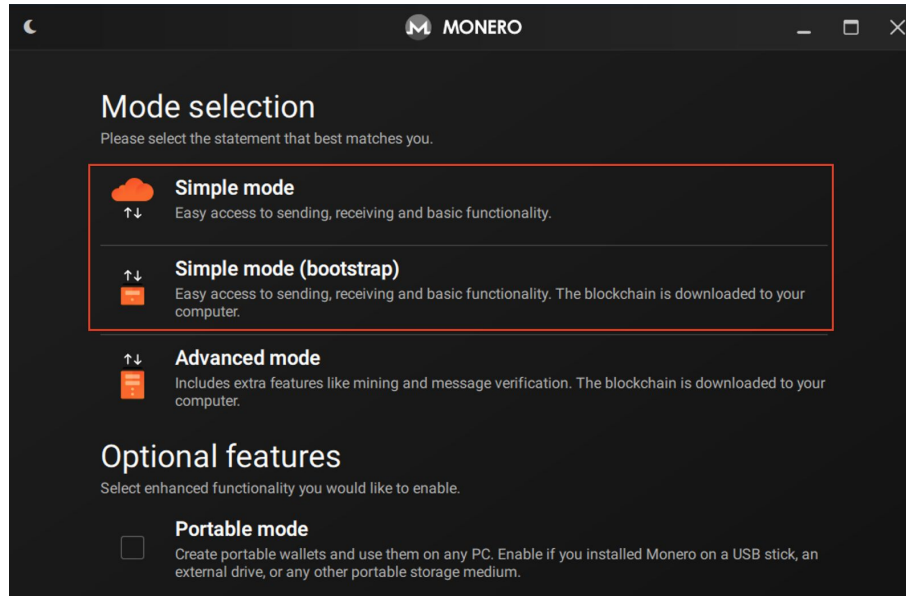 MONERO
Mode selection
Please select the statement that best matches you.
Simple mode
Easy access to sending, receiving and basic functionality.
Simple mode (bootstrap)
Easy access to sending, receiving and basic functionality. The blockchain is downloaded to your
computer.
Advanced mode
Includes extra features like mining and message verification. The blockchain is downloaded to your
computer.
Optional features
Select enhanced functionality you would like to enable.
Portable mode
Create portable wallets and use them on any PC. Enable if you installed Monero on a USB stick, an
external drive, or any other portable storage medium.